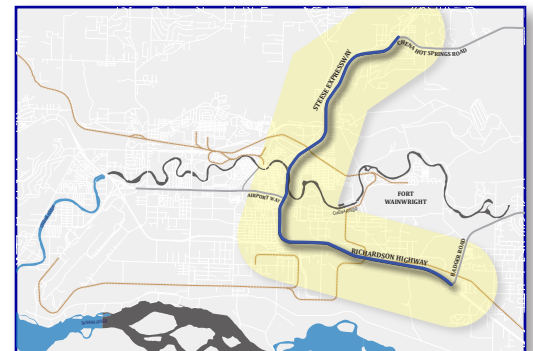 CHENA HOT SPRINGS ROAD
STEESE EXPRESSWAY
AIRPORT WAY
FORT
WAINWRIGHT
RICHARDSON HIGHWAY
BADGER ROAD